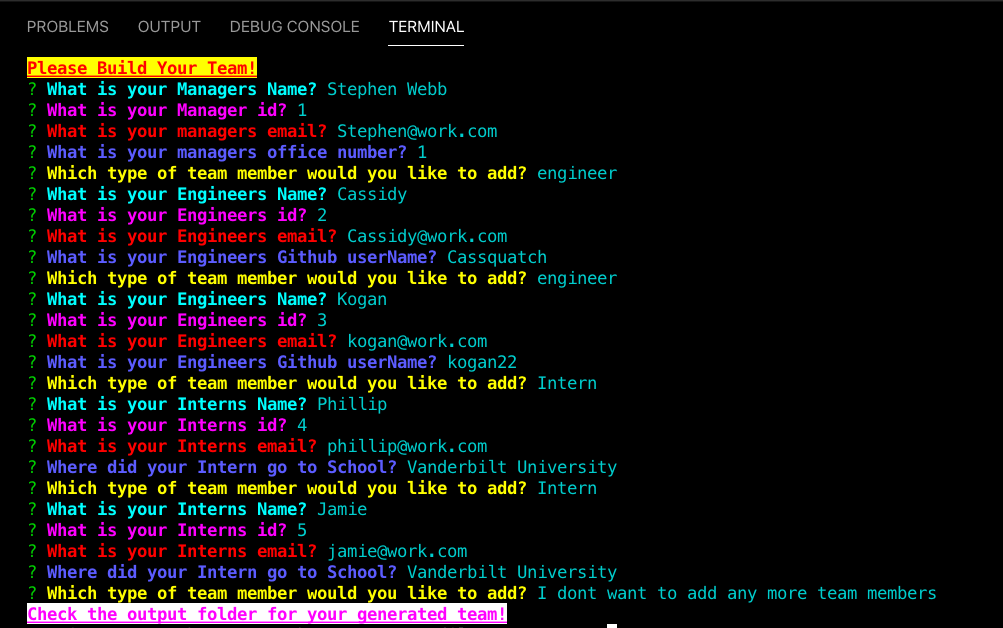 PROBLEMS OUTPUT DEBUG CONSOLE TERMINAL
Please Build Your Team!
? What is your Managers Name? Stephen Webb
? What is your Manager id? 1
? What is your managers email? Stephen@work.com
? What is your managers office number? 1
? Which type of team member would you like to add? engineer
? What is your Engineers Name? Cassidy
? What is your Engineers id? 2
? What is your Engineers email? Cassidy@work.com
? What is your Engineers Github userName? Cassquatch
? Which type of team member would you like to add? engineer
? What is your Engineers Name? Kogan
? What is your Engineers id? 3
? What is your Engineers email? kogan@work.com
? What is your Engineers Github userName? kogan22
? Which type of team member would you like to add? Intern
? What is your Interns Name? Phillip
? What is your Interns id? 4
? What is your Interns email? phillip@work.com
? Where did your Intern go to School? Vanderbilt University
? Which type of team member would you like to add? Intern
? What is your Interns Name? Jamie
? What is your Interns id? 5
? What is your Interns email? jamie@work.com
? Where did your Intern go to School? Vanderbilt University
? Which type of team member would you like to add? I dont want to add any more team members
Check the output folder for your generated team!